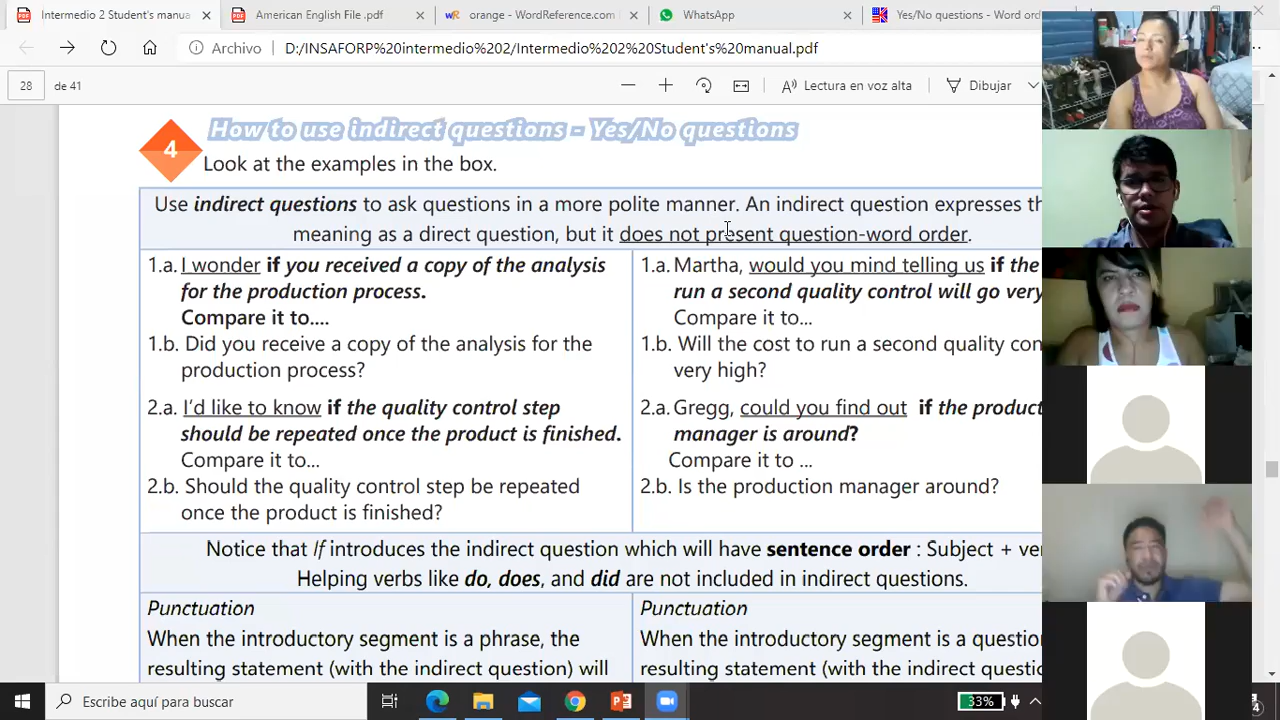 Intermedio 2 Student's manual
American English File.pdf
orange - WordReference.com
WhatsApp
Yes/No questions - Word
Archivo
D:/INSAFORP%20intermedio%202/Intermedio%202%20Student's%20manual.pdf
28
de 41
Lectura en voz alta
Dibujar
4
How to use indirect questions - Yes/No questions
Look at the examples in the box.
Use indirect questions to ask questions in a more polite manner. An indirect question expresses
meaning as a direct question, but it does not present question-word order.
1.a. I wonder if you received a copy of the analysis
for the production process.
Compare it to....
1.b. Did you receive a copy of the analysis for the
production process?
2.a. I'd like to know if the quality control step
should be repeated once the product is finished.
Compare it to...
2.b. Should the quality control step be repeated
once the product is finished?
1.a. Martha, would you mind telling us if the
run a second quality control will go
Compare it to...
1.b. Will the cost to run a second quality
very high?
2.a. Gregg, could you find out if the
manager is around?
Compare it to ...
2.b. Is the production manager around?
Notice that If introduces the indirect question which will have sentence order : Subject +
Helping verbs like do, does, and did are not included in indirect questions.
Punctuation
When the introductory segment is a phrase, the
resulting statement (with the indirect question) will
Punctuation
When the introductory segment is a
resulting statement (with the indirect
Escribe aquí para buscar
33%